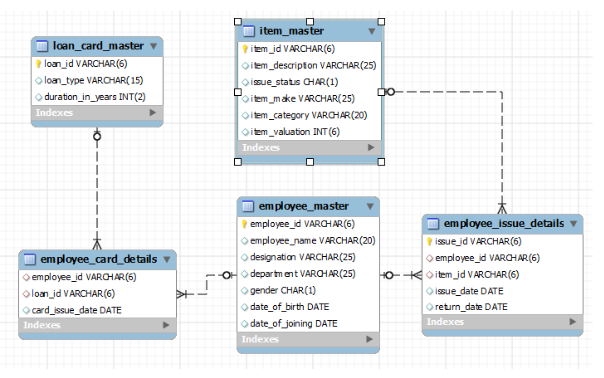 loan_card_master
loan_id VARCHAR(6)
loan_type VARCHAR(15)
duration_in_years INT(2)
Indexes
item_master
item_id VARCHAR(6)
item_description VARCHAR(25)
issue_status CHAR(1)
item_make VARCHAR(25)
item_category VARCHAR(20)
item_valuation INT(6)
Indexes
employee_card_details
employee_id VARCHAR(6)
loan_id VARCHAR(6)
card_issue_date DATE
Indexes
employee_master
employee_id VARCHAR(6)
employee_name VARCHAR(20)
designation VARCHAR(25)
department VARCHAR(25)
gender CHAR(1)
date_of_birth DATE
date_of_joining DATE
Indexes
employee_issue_details
issue_id VARCHAR(6)
employee_id VARCHAR(6)
item_id VARCHAR(6)
issue_date DATE
return_date DATE
Indexes